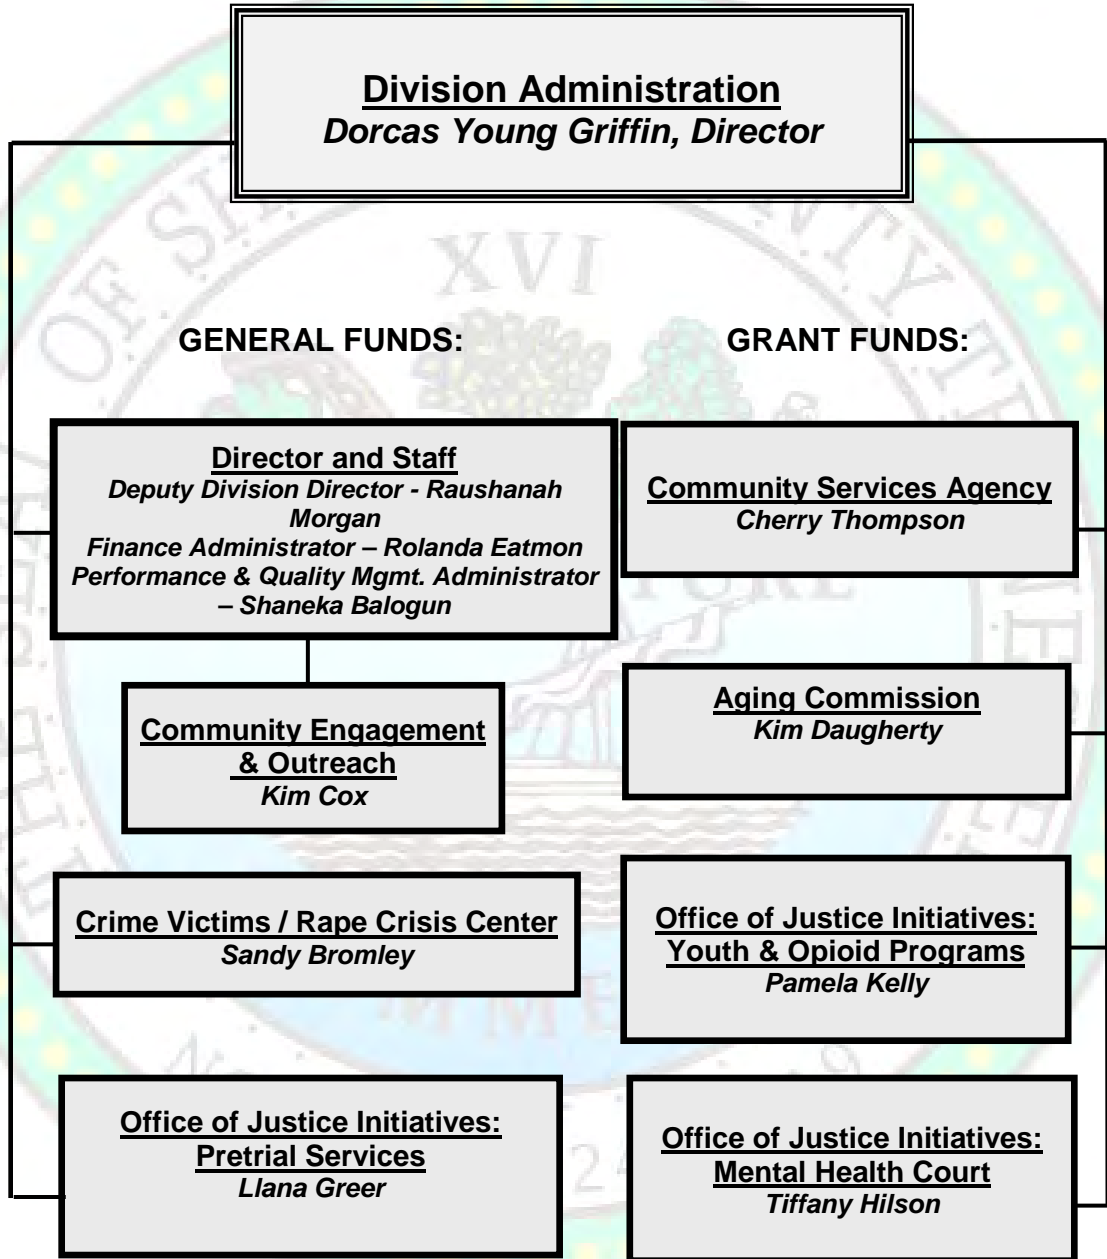 Division Administration
Dorcas Young Griffin, Director
XVI
GENERAL FUNDS:
Director and Staff
Deputy Division Director - Raushanah
Morgan
Finance Administrator – Rolanda Eatmon
Performance & Quality Mgmt. Administrator
– Shaneka Balogun
Community Engagement
& Outreach
Kim Cox
Crime Victims / Rape Crisis Center
Sandy Bromley
Office of Justice Initiatives:
Pretrial Services
Llana Greer
GRANT FUNDS:
Community Services Agency
Cherry Thompson
Aging Commission
Kim Daugherty
Office of Justice Initiatives:
Youth & Opioid Programs
Pamela Kelly
Office of Justice Initiatives:
Mental Health Court
Tiffany Hilson